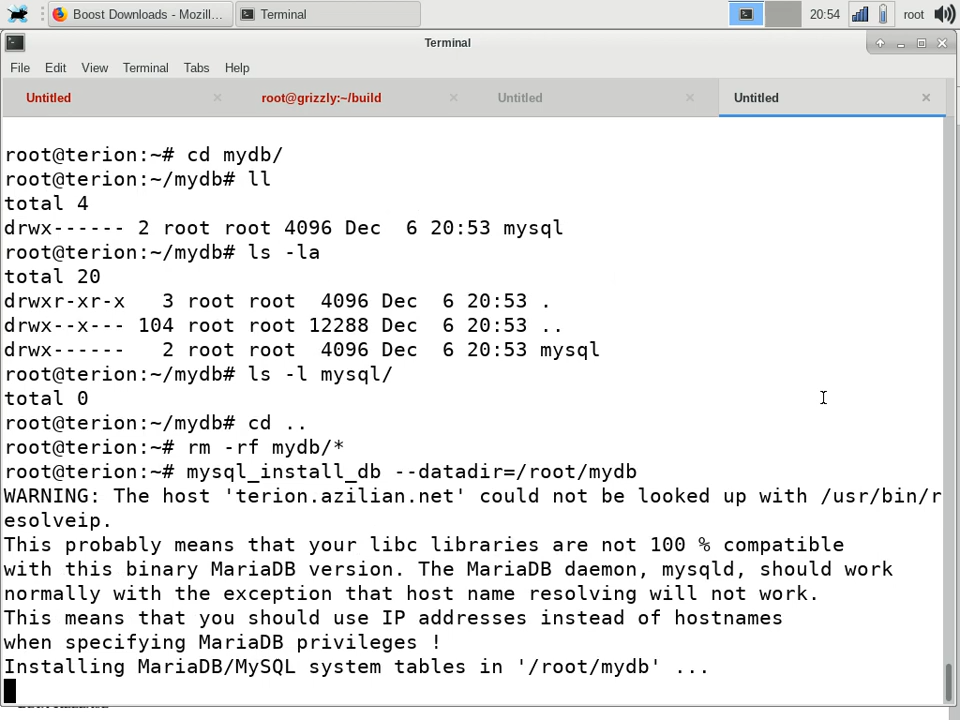 Boost Downloads - Mozill...
Terminal
20:54
root
Terminal
File Edit View Terminal Tabs Help
Untitled
root@grizzly:~/build
Untitled
Untitled
root@terion:~# cd mydb/
root@terion:~/mydb# ll
total 4
drwx------ 2 root root 4096 Dec  6 20:53 mysql
root@terion:~/mydb# ls -la
total 20
drwxr-xr-x   3 root root  4096 Dec  6 20:53 .
drwx--x--- 104 root root 12288 Dec  6 20:53 ..
drwx------   2 root root  4096 Dec  6 20:53 mysql
root@terion:~/mydb# ls -l mysql/
total 0
root@terion:~/mydb# cd ..
root@terion:~# rm -rf mydb/*
root@terion:~# mysql_install_db --datadir=/root/mydb
WARNING: The host 'terion.azilian.net' could not be looked up with /usr/bin/r
esolveip.
This probably means that your libc libraries are not 100 % compatible
with this binary MariaDB version. The MariaDB daemon, mysqld, should work
normally with the exception that host name resolving will not work.
This means that you should use IP addresses instead of hostnames
when specifying MariaDB privileges !
Installing MariaDB/MySQL system tables in '/root/mydb' ...